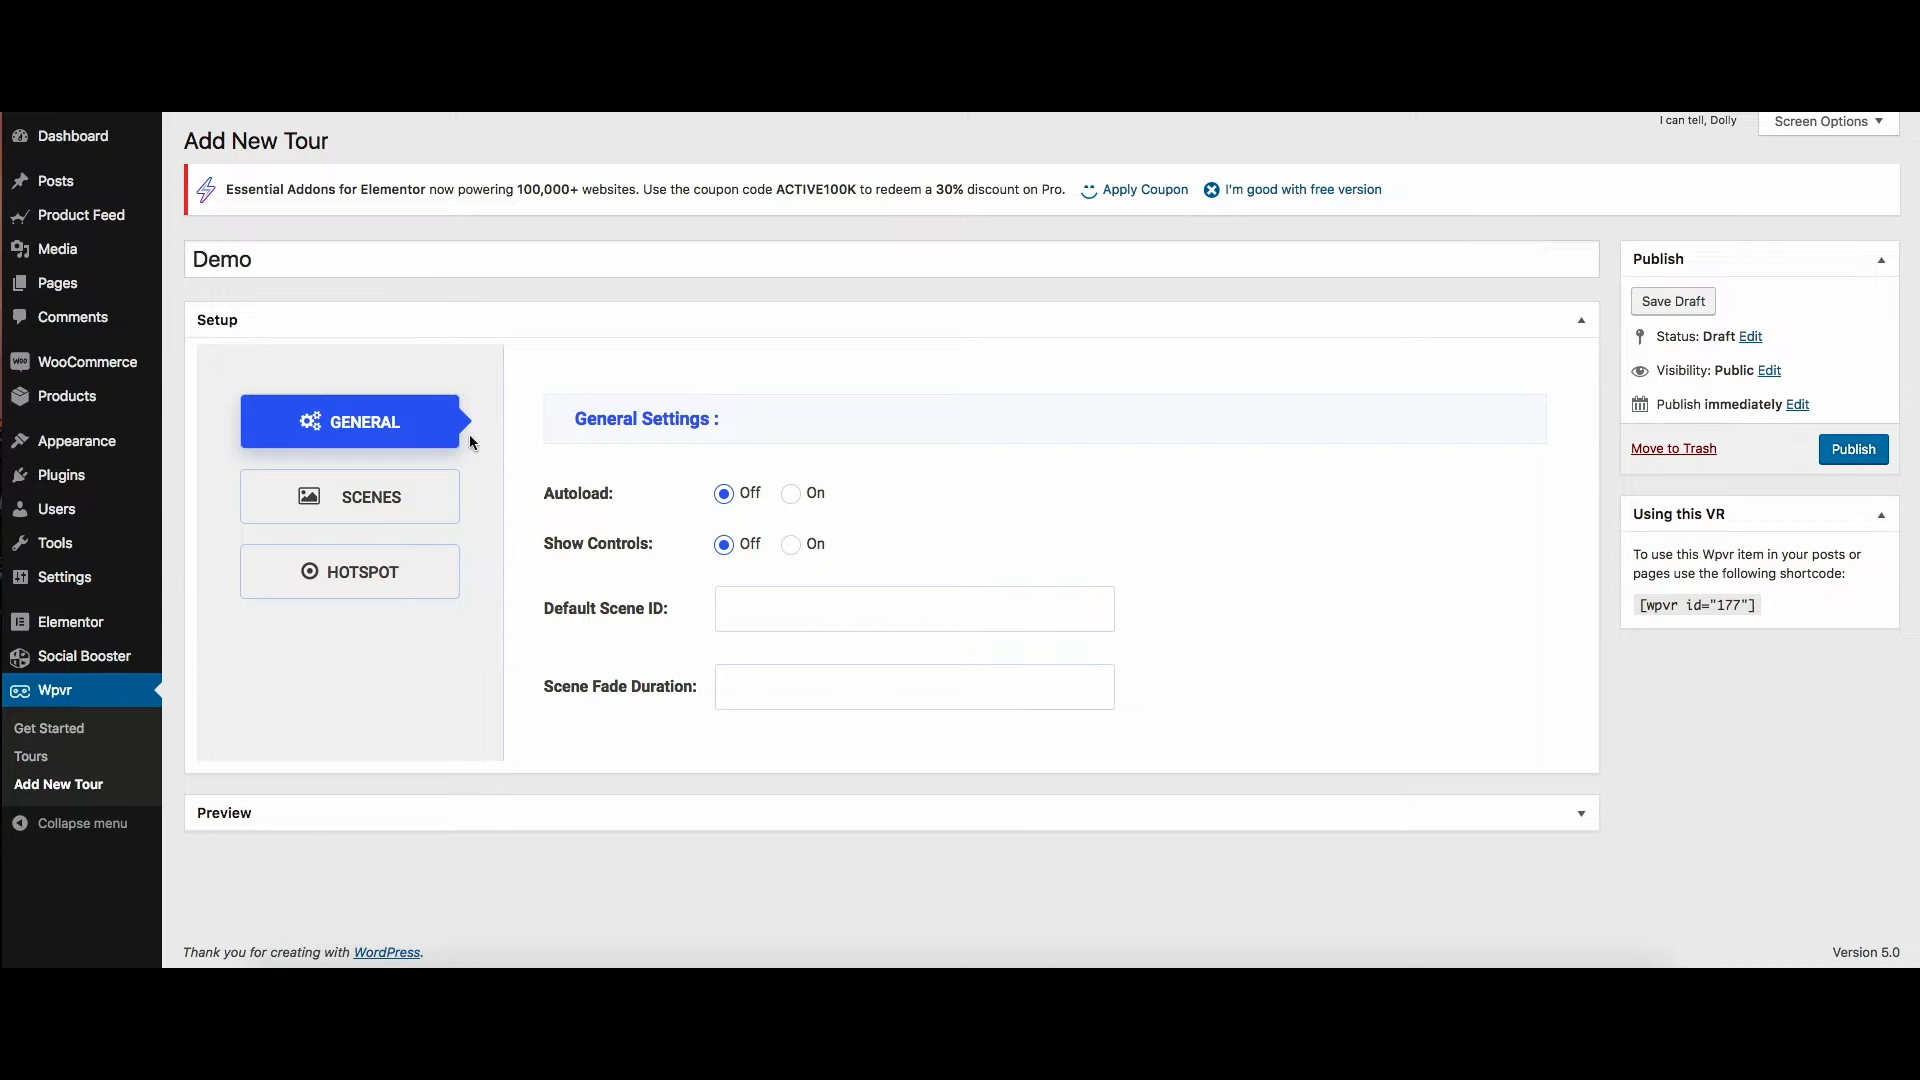 Dashboard
Posts
Product Feed
Media
Pages
Comments
WooCommerce
Products
Appearance
Plugins
Users
Tools
Settings
Elementor
Social Booster
Wpvr
Get Started
Tours
Add New Tour
Collapse menu
I can tell, Dolly
Screen Options
Add New Tour
Essential Addons for Elementor now powering 100,000+ websites. Use the coupon code ACTIVE100K to redeem a 30% discount on Pro. Apply Coupon I'm good with free version
Demo
Setup
GENERAL
SCENES
HOTSPOT
General Settings :
Autoload: Off On
Show Controls: Off On
Default Scene ID:
Scene Fade Duration:
Preview
Publish
Save Draft
Status: Draft Edit
Visibility: Public Edit
Publish immediately Edit
Move to Trash Publish
Using this VR
To use this Wpvr item in your posts or
pages use the following shortcode:
[wpvr id="177"]
Thank you for creating with WordPress.
Version 5.0